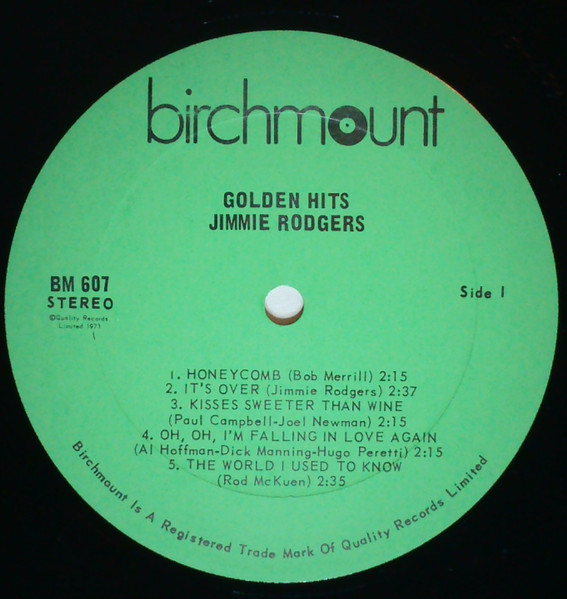 birchmount
GOLDEN HITS
JIMMIE RODGERS
BM 607
STEREO
©Quality Records
Limited 1977
Side 1
1. HONEYCOMB (Bob Merrill) 2:15
2. IT'S OVER (Jimmie Rodgers) 2:37
3. KISSES SWEETER THAN WINE
(Paul Campbell-Joel Newman) 2:15
4. OH, OH, I'M FALLING IN LOVE AGAIN
(Al Hoffman-Dick Manning-Hugo Peretti) 2:15
5. THE WORLD I USED TO KNOW
(Rod McKuen) 2:35
Birchmount Is A Registered Trade Mark Of Quality Records Limited